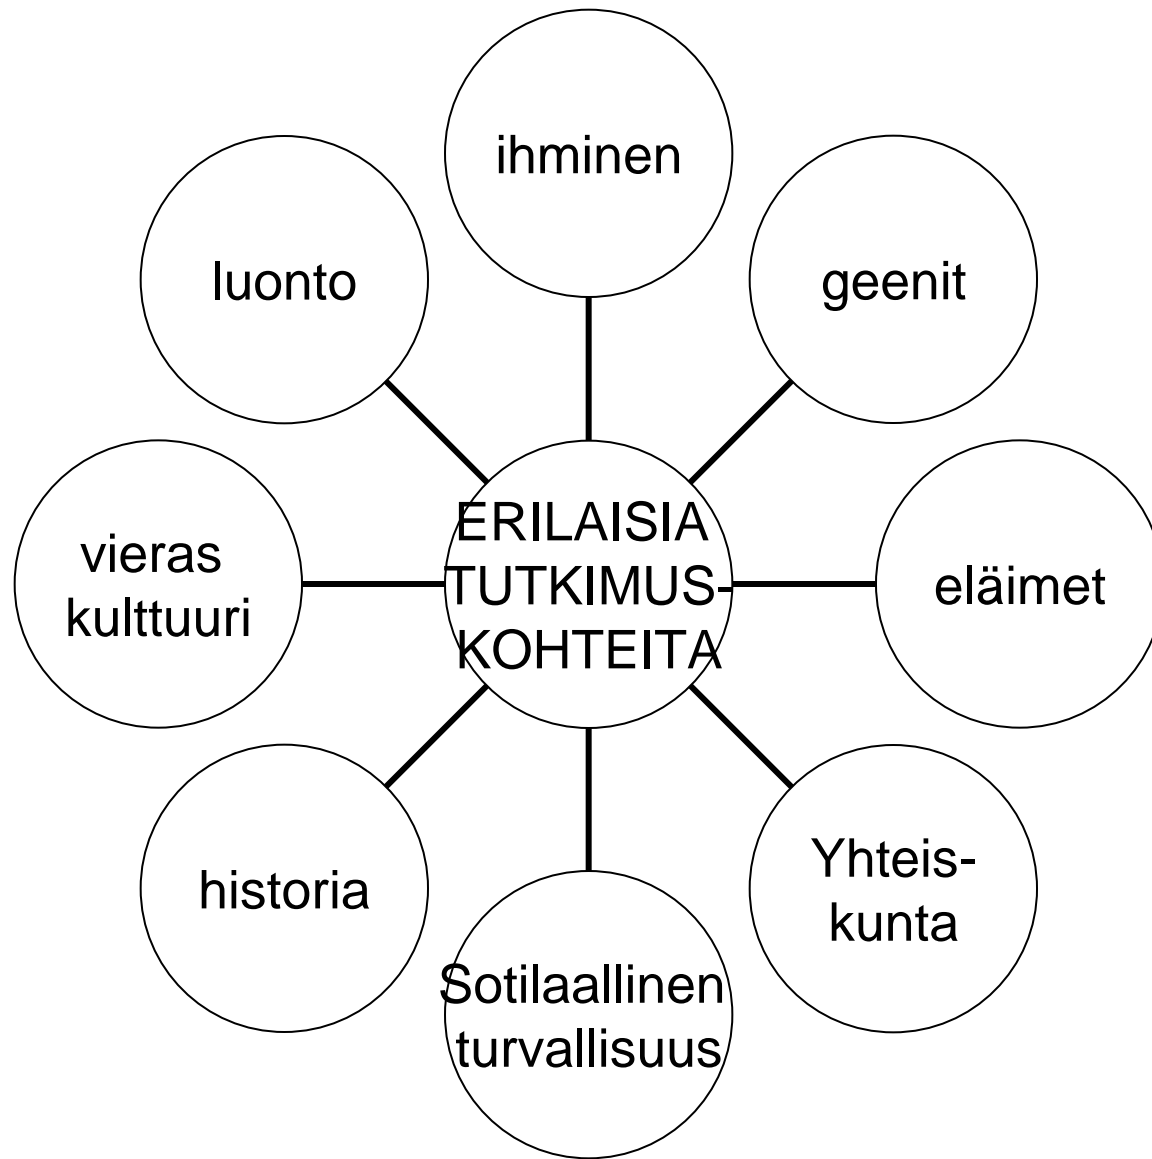 ihminen
luonto
geenit
ERILAISIA
TUTKIMUS-
KOHTEITA
vieras
kulttuuri
eläimet
historia
Yhteis-
kunta
Sotilaallinen
turvallisuus